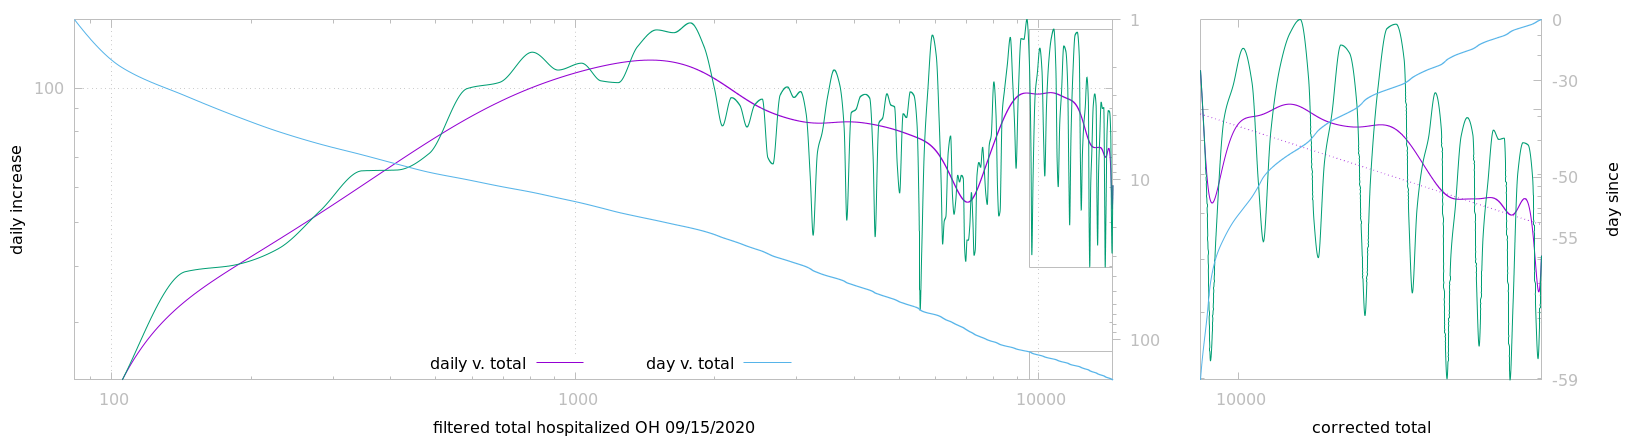 1
0
100
-30
daily increase
10
-50
day since
-55
100
daily v. total
day v. total
-59
100
1000
10000
10000
filtered total hospitalized OH 09/15/2020
corrected total